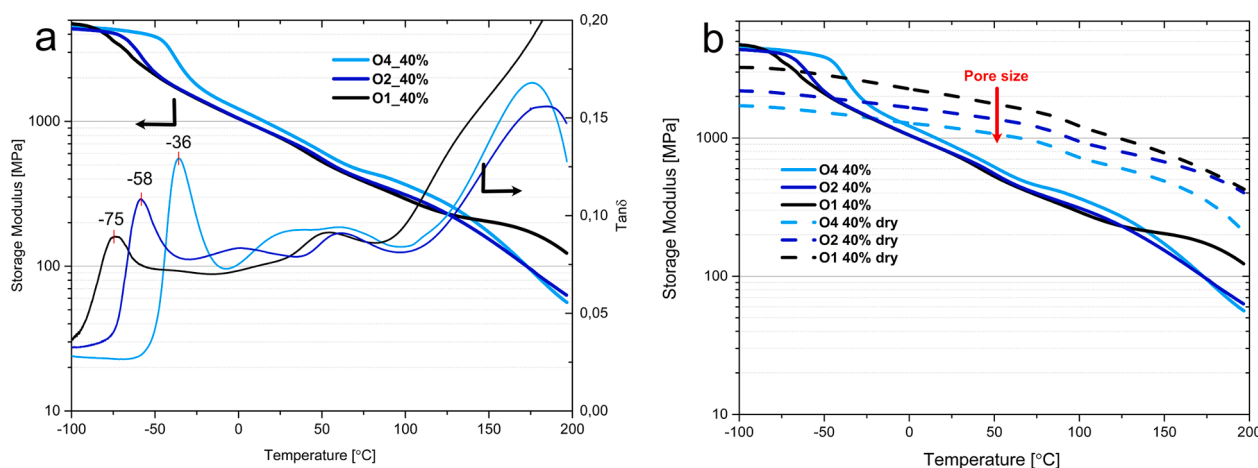 a
Storage Modulus [MPa]
1000
100
10
-36
-58
-75
O4_40%
O2_40%
O1_40%
0,20
0,15
0,10
0,05
0,00
Tanδ
-100 -50 0 50 100 150 200
Temperature [°C]
b
Storage Modulus [MPa]
1000
100
10
Pore size
O4 40%
O2 40%
O1 40%
O4 40% dry
O2 40% dry
O1 40% dry
-100 -50 0 50 100 150 200
Temperature [°C]